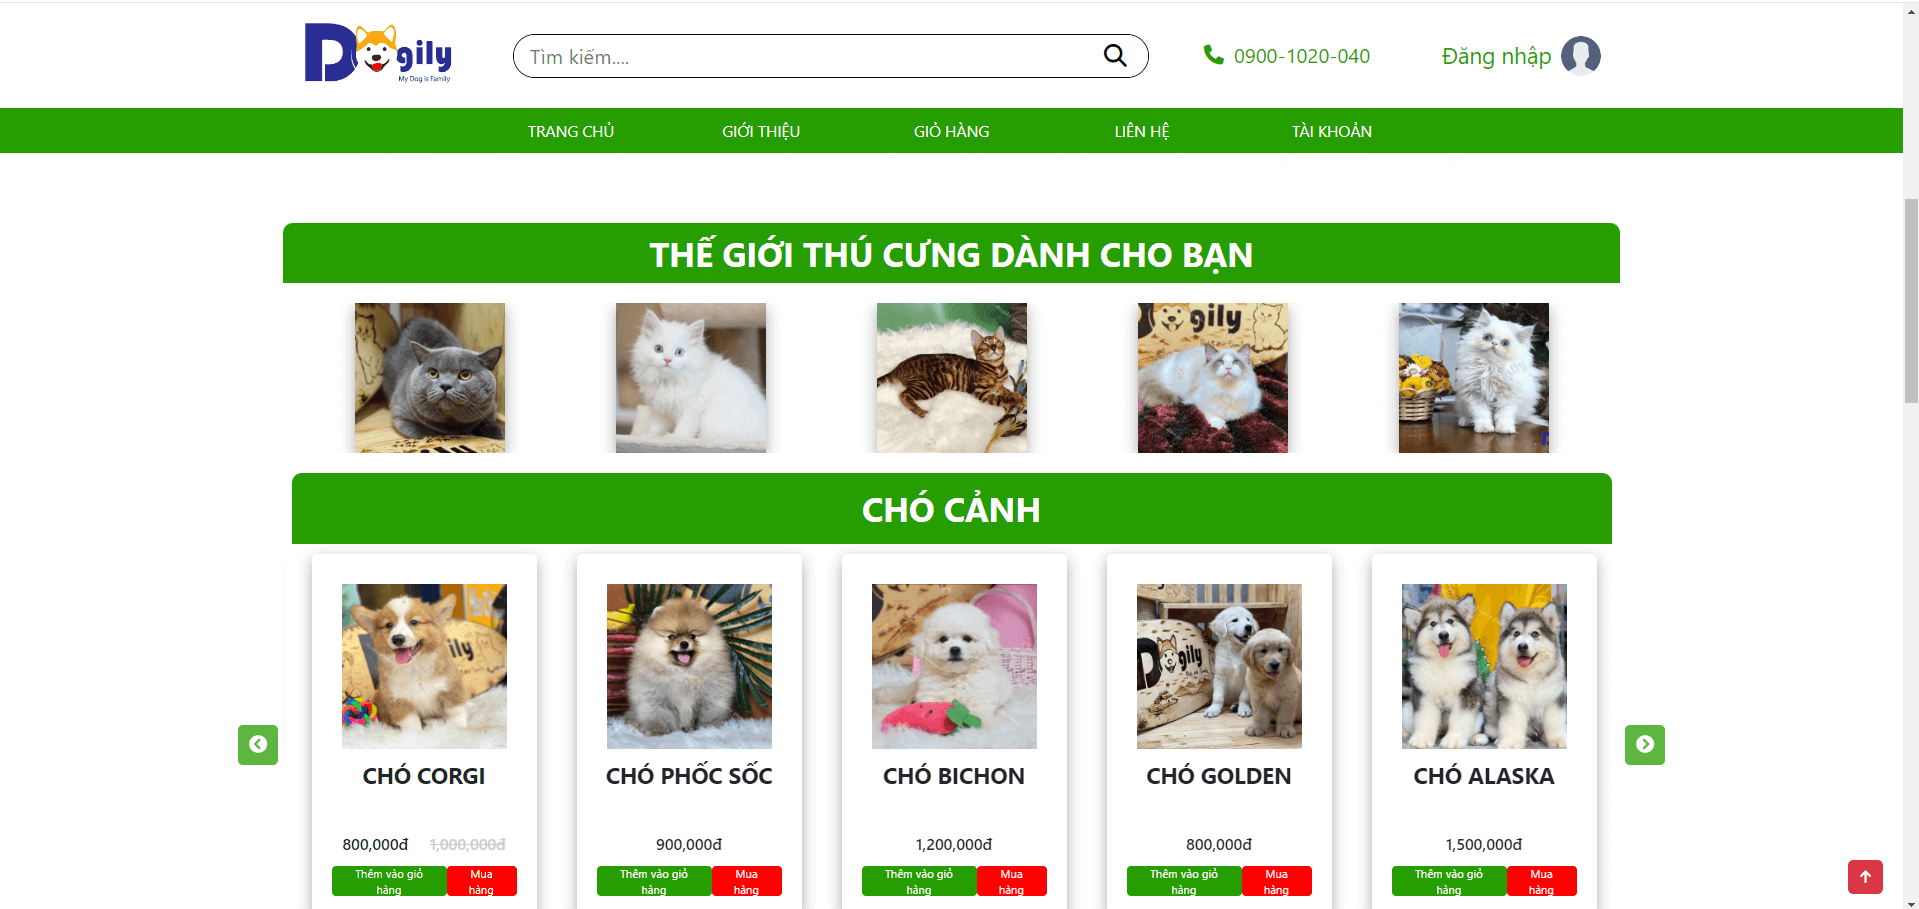 Dogily
My Dog is Family
Tìm kiếm....
0900-1020-040
Đăng nhập
TRANG CHỦ
GIỚI THIỆU
GIỎ HÀNG
LIÊN HỆ
TÀI KHOẢN
THẾ GIỚI THÚ CƯNG DÀNH CHO BẠN
gily
CHÓ CẢNH
gily
D gily
CHÓ CORGI
CHÓ PHỐC SỐC
CHÓ BICHON
CHÓ GOLDEN
CHÓ ALASKA
800,000đ 1,000,000đ
900,000đ
1,200,000đ
800,000đ
1,500,000đ
Thêm vào giỏ
hàng
Mua
hàng
Thêm vào giỏ
hàng
Mua
hàng
Thêm vào giỏ
hàng
Mua
hàng
Thêm vào giỏ
hàng
Mua
hàng
Thêm vào giỏ
hàng
Mua
hàng